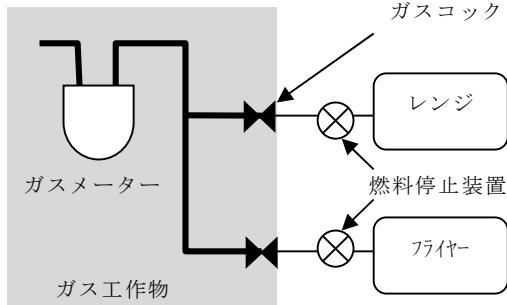 ガスコック
レンジ
ガスメーター
燃料停止装置
フライヤー
ガス工作物